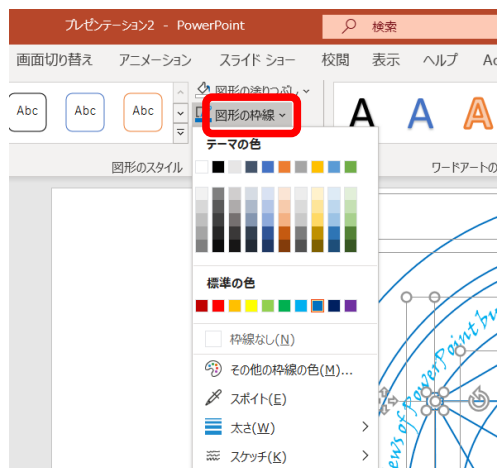 プレゼンテーション2 - PowerPoint
検索
画面切り替え アニメーション スライド ショー 校閲 表示 ヘルプ Ac
Abc Abc Abc
図形の塗りつぶし
図形の枠線
A A A
図形のスタイル
ワードアートの
テーマの色
標準の色
枠線なし(N)
その他の枠線の色(M)...
スポイト(E)
太さ(W)
スケッチ(K)
ews of PowerPoint by